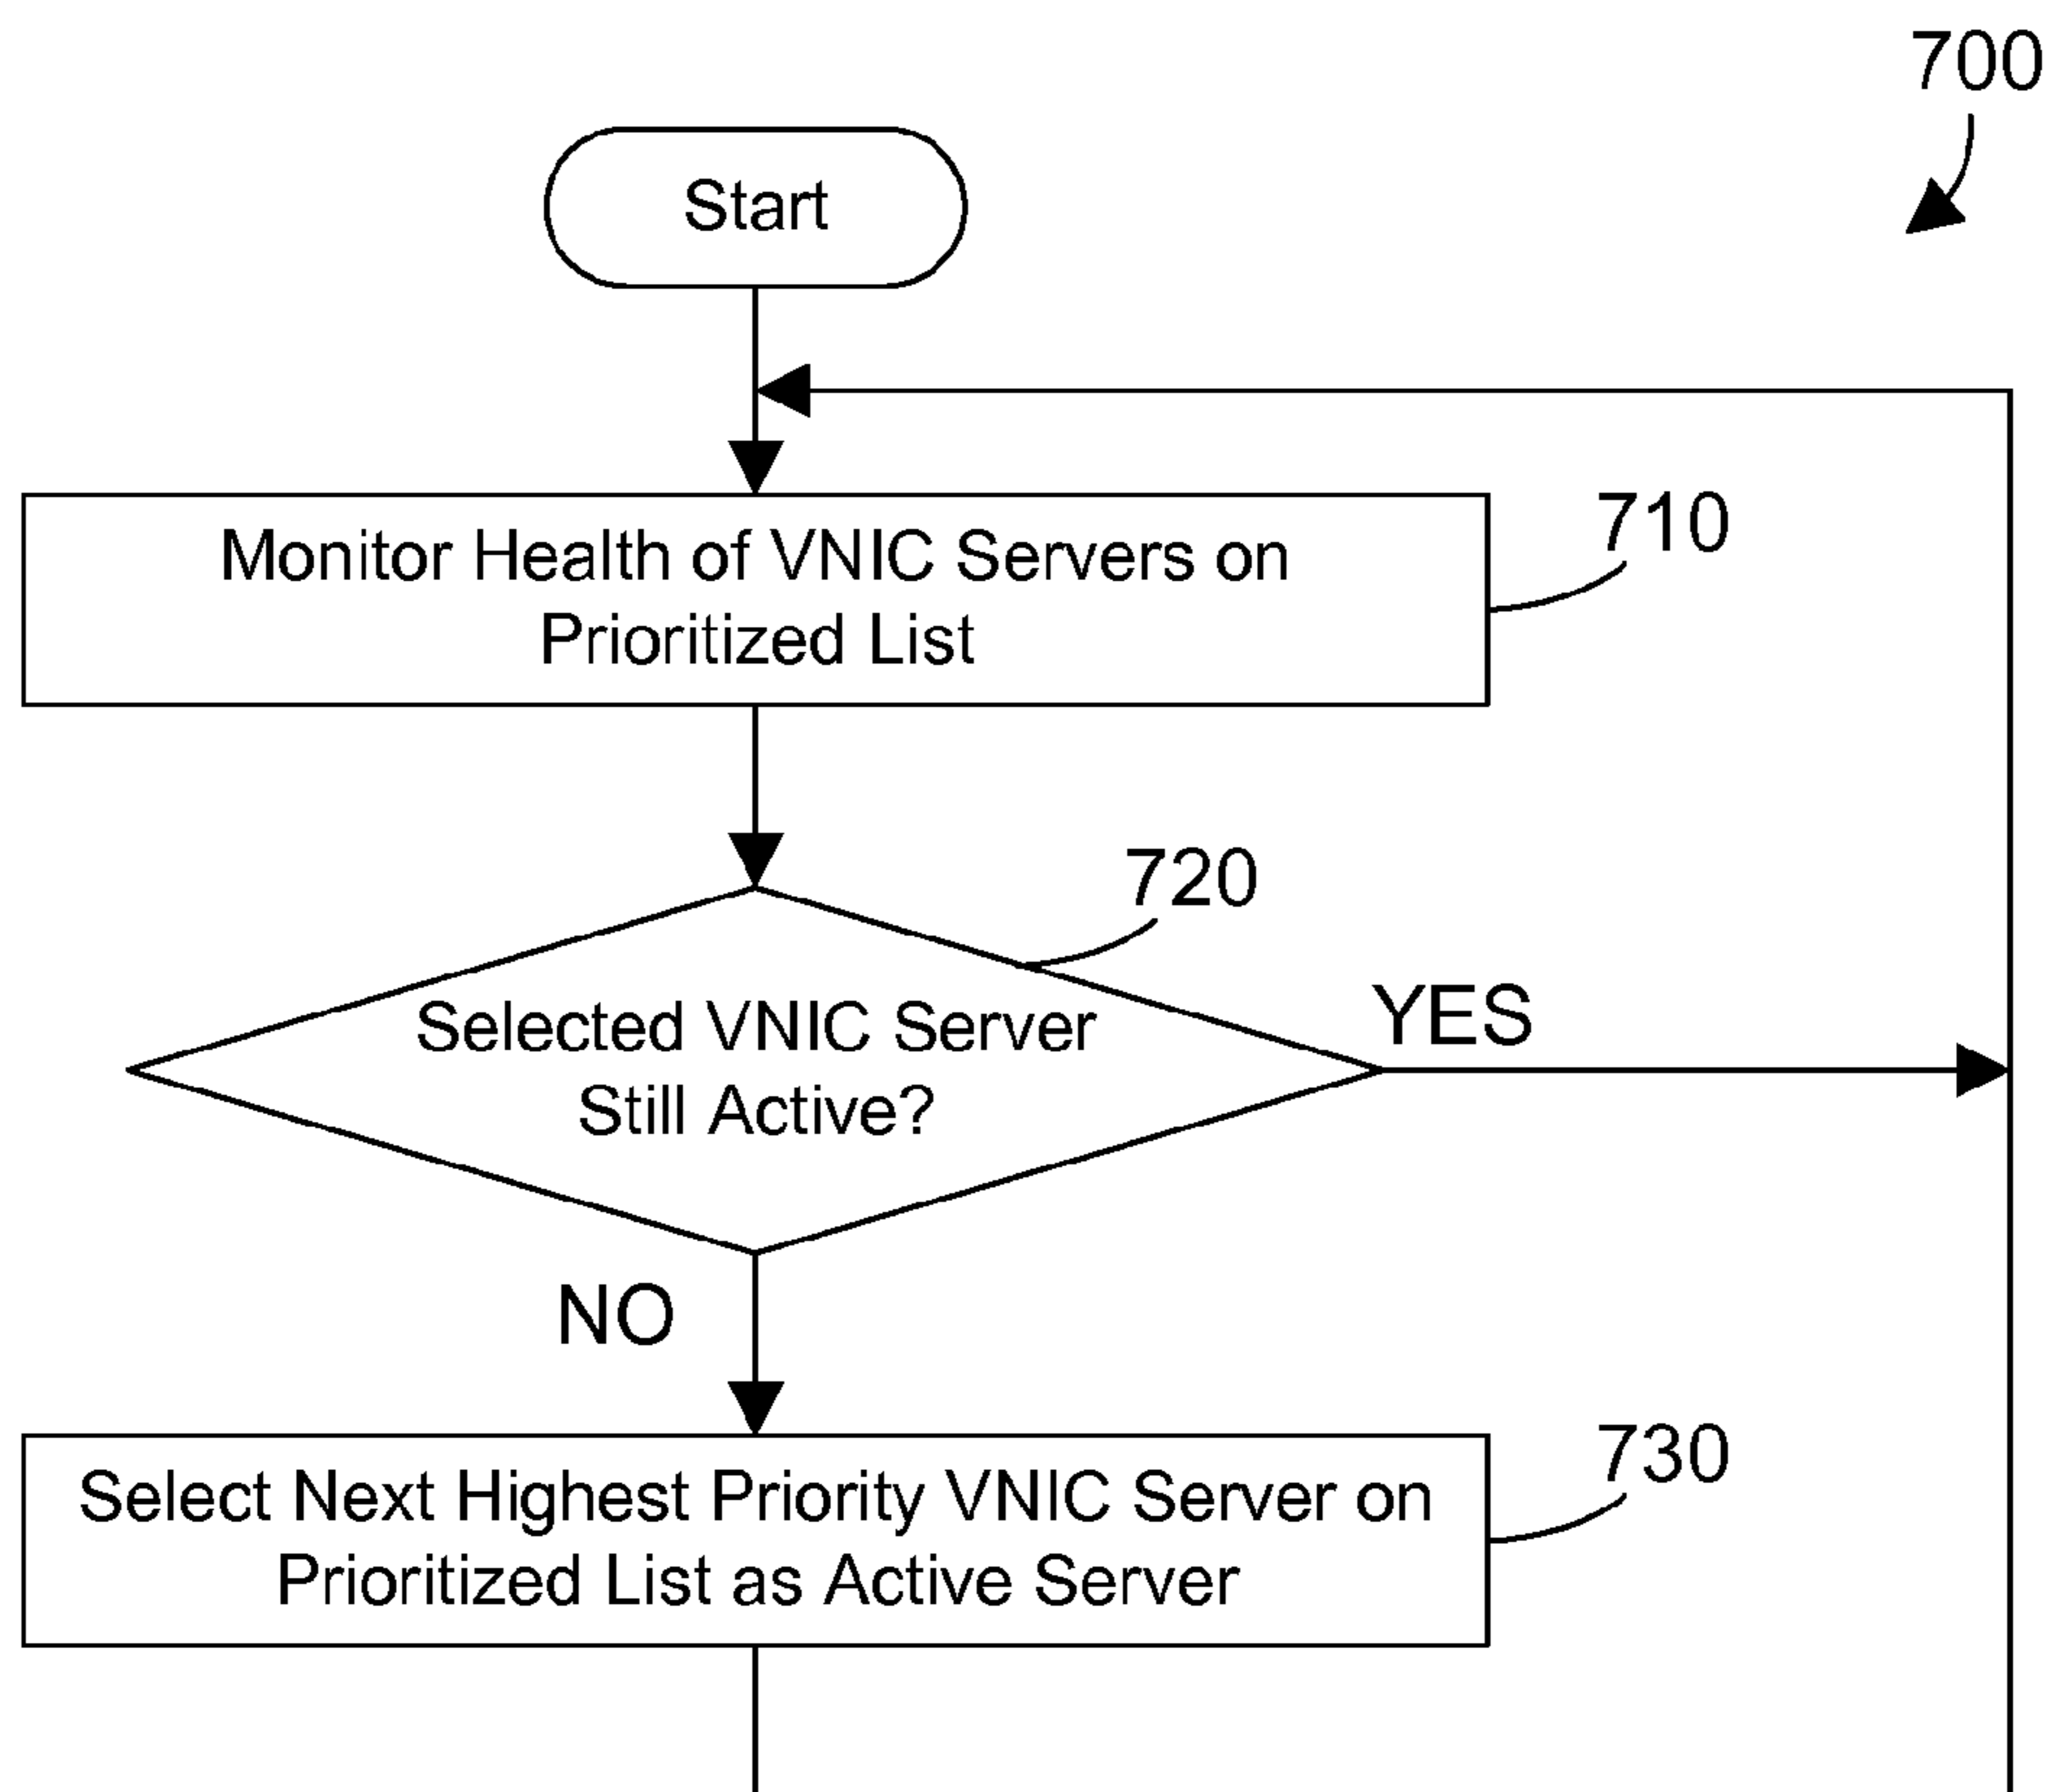 700
Start
Monitor Health of VNIC Servers on
Prioritized List
710
720
Selected VNIC Server
Still Active?
YES
NO
Select Next Highest Priority VNIC Server on
Prioritized List as Active Server
730